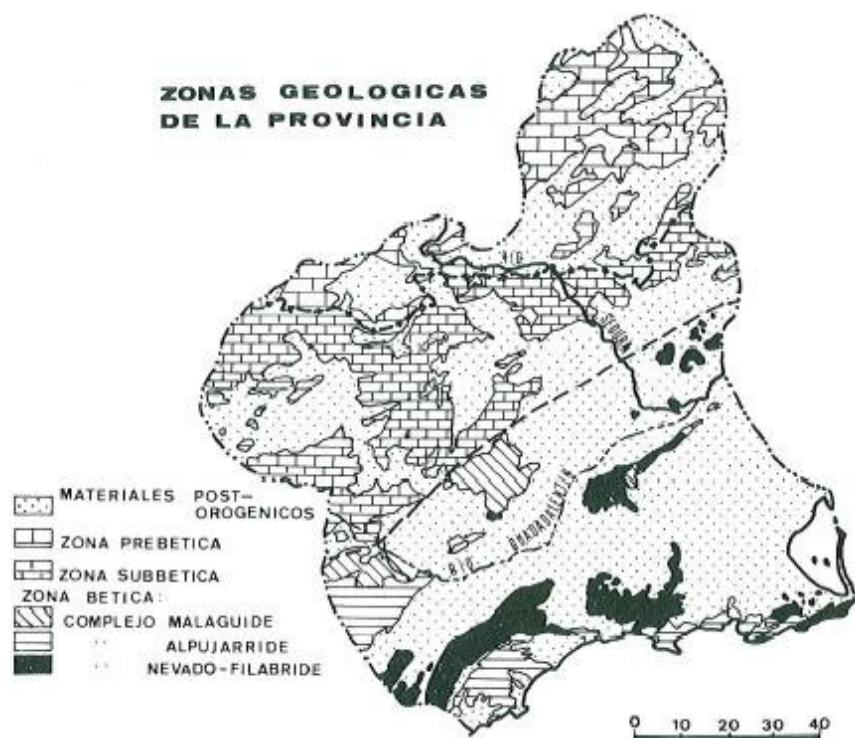 ZONAS GEOLOGICAS
DE LA PROVINCIA
RIO
SEGURA
RIO GUADALENTIN
MATERIALES POST-
OROGENICOS
ZONA PREBETICA
ZONA SUBBETICA
ZONA BETICA:
COMPLEJO MALAGUIDE
" ALPUJARRIDE
" NEVADO-FILABRIDE
0 10 20 30 40